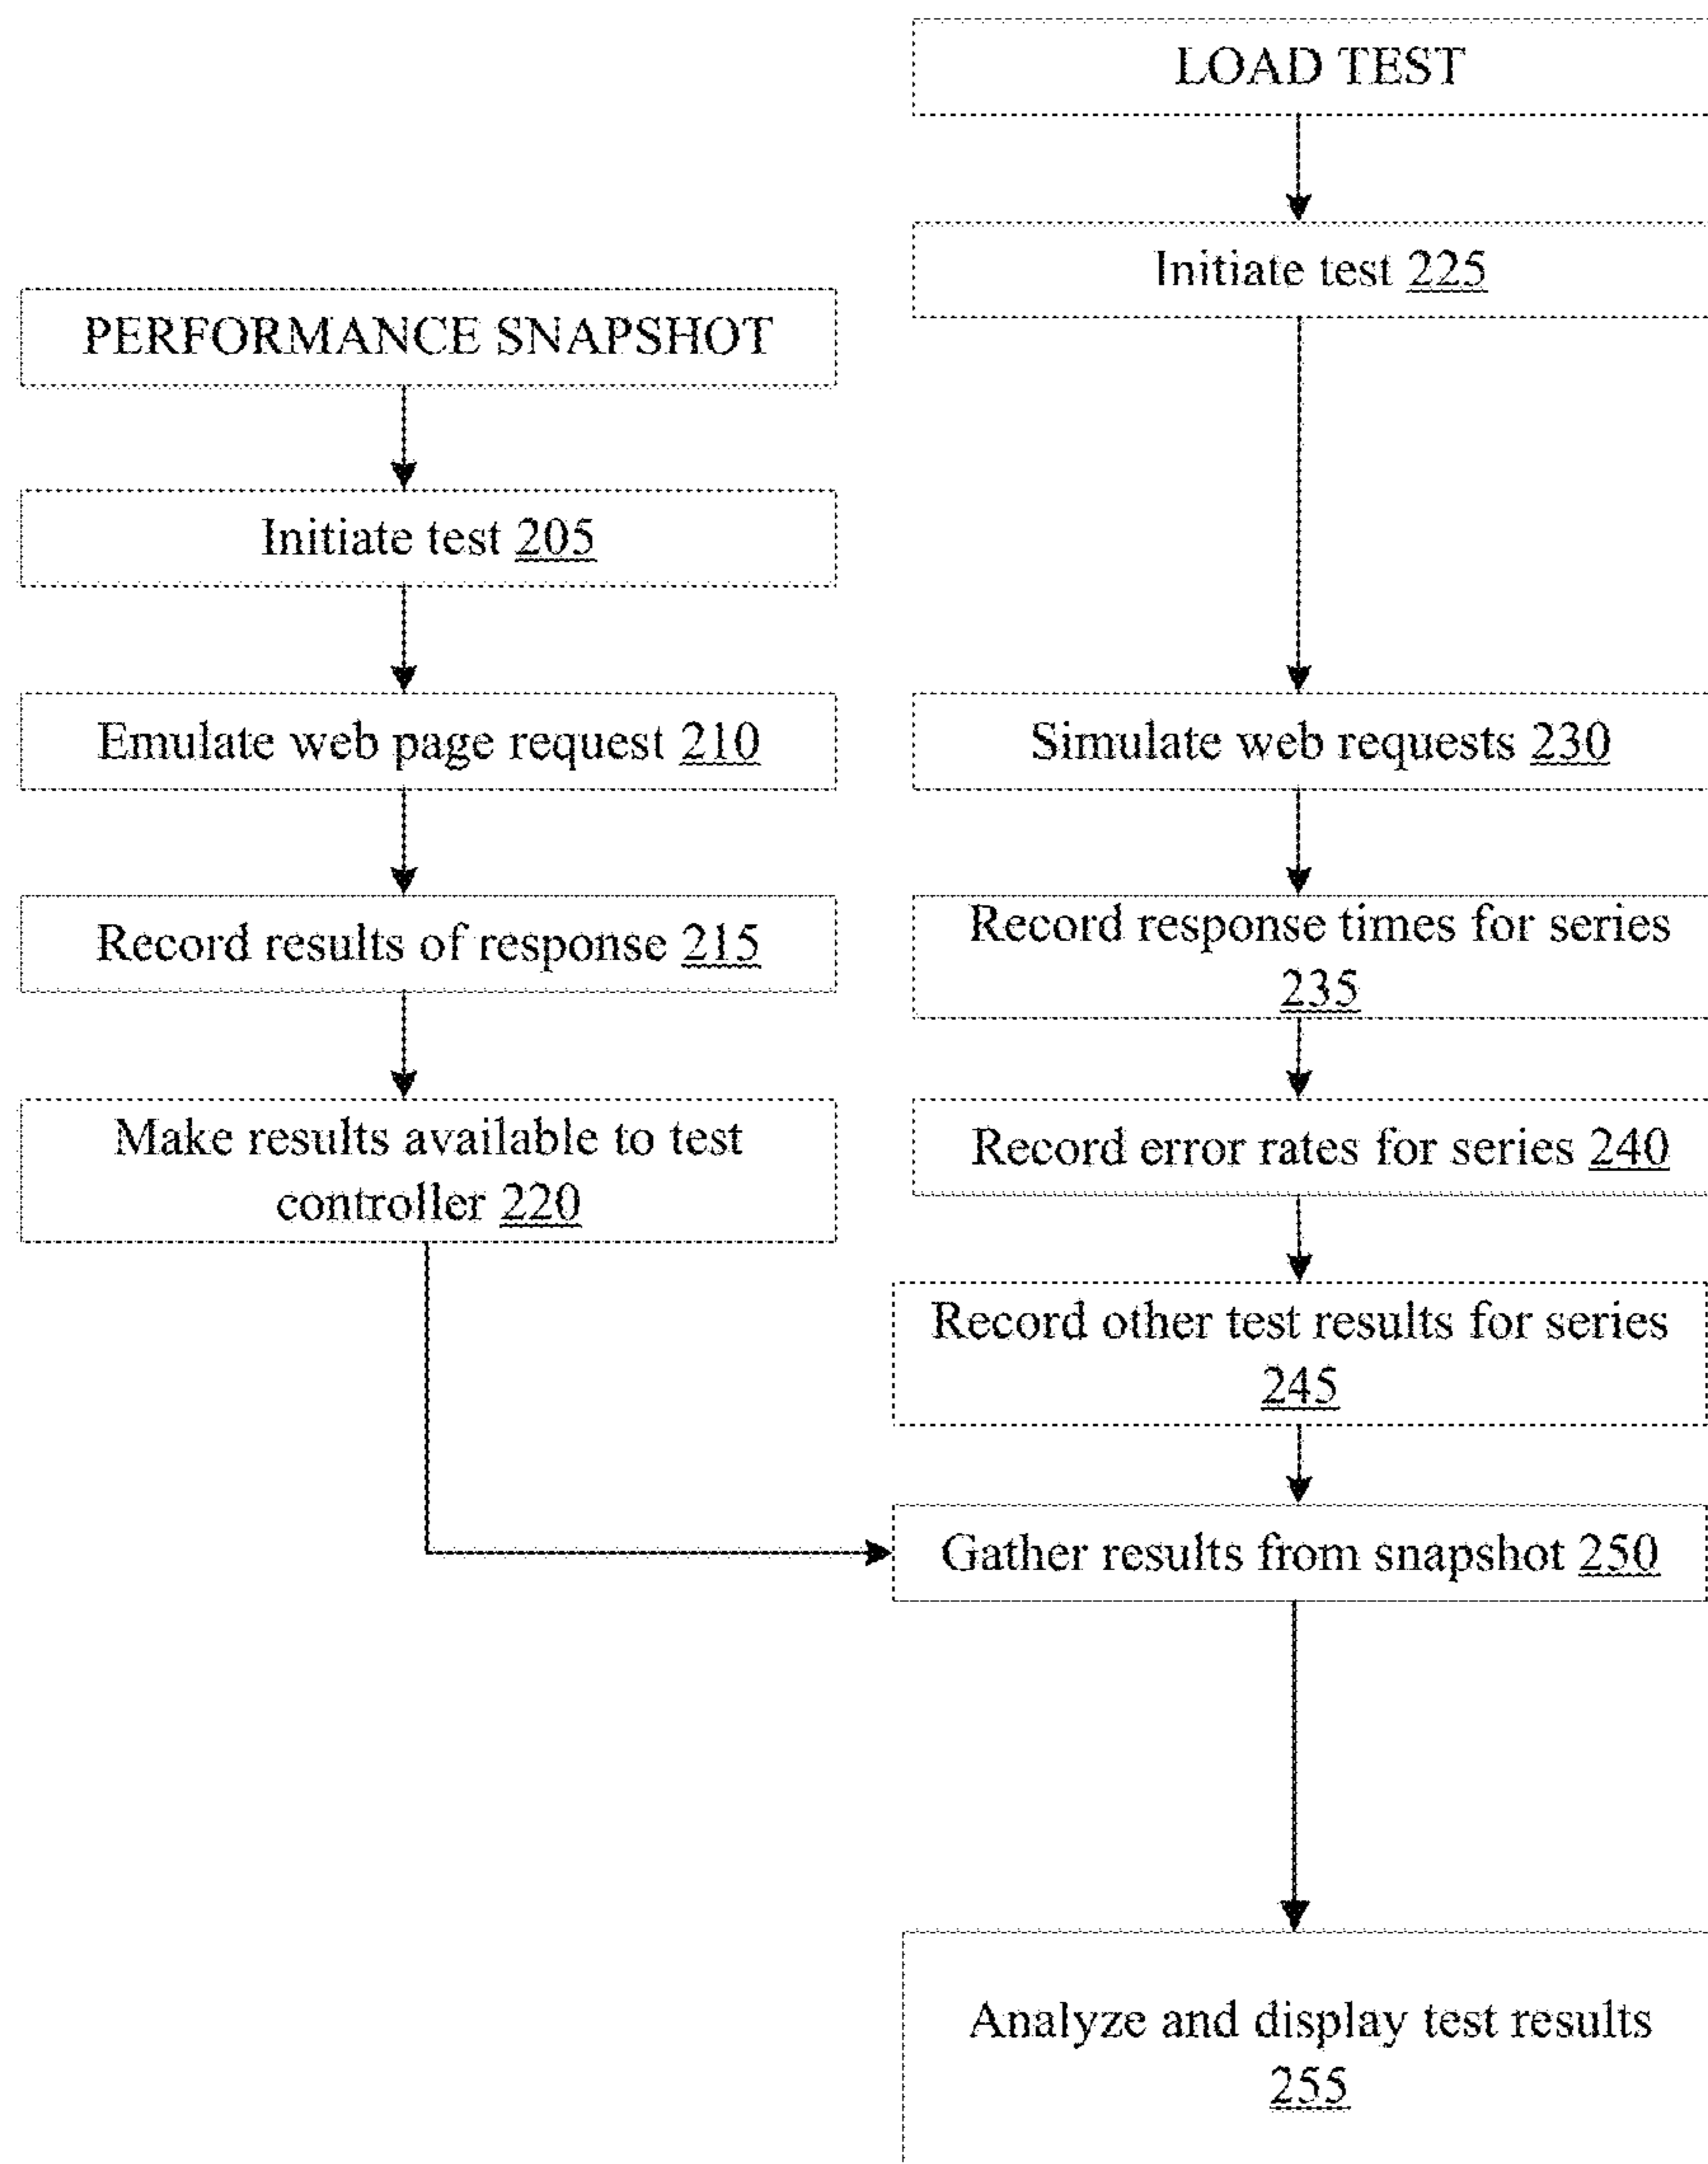 LOAD TEST
Initiate test 225
PERFORMANCE SNAPSHOT
Initiate test 205
Emulate web page request 210
Simulate web requests 230
Record results of response 215
Record response times for series
235
Make results available to test
controller 220
Record error rates for series 240
Record other test results for series
245
Gather results from snapshot 250
Analyze and display test results
255